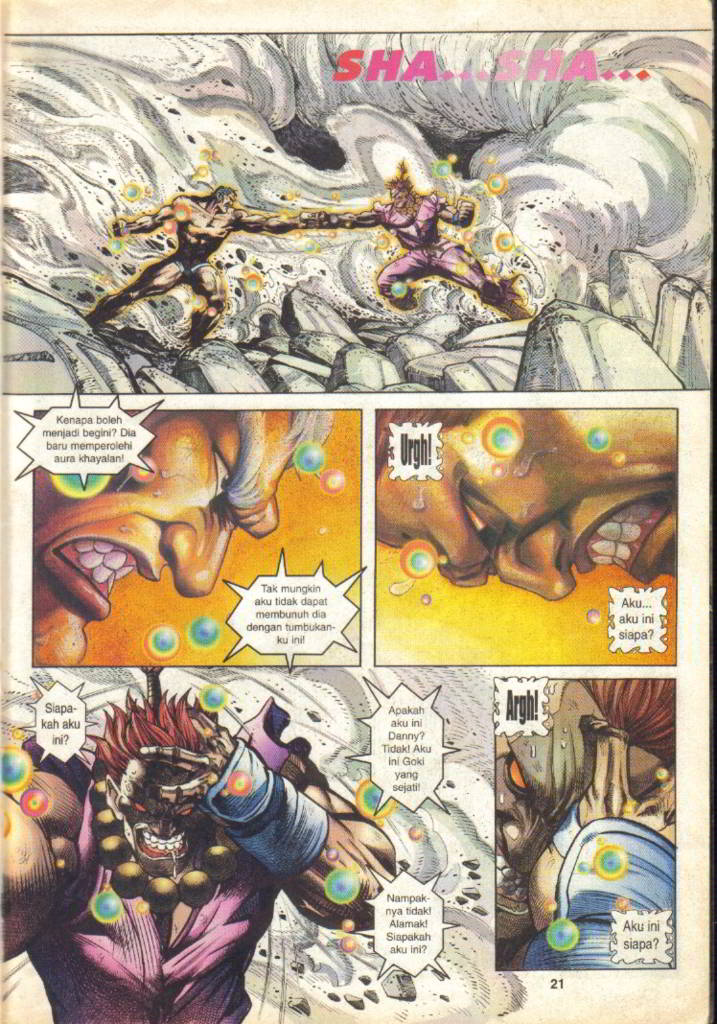 SHA...SHA...
Kenapa boleh
menjadi begini? Dia
baru memperolehi
aura khayalan!
Tak mungkin
aku tidak dapat
membunuh dia
dengan tumbukan-
ku ini!
Urgh!
Aku...
aku ini
siapa?
Siapa-
kah aku
ini?
Apakah
aku ini
Danny?
Tidak! Aku
ini Goki
yang
sejati!
Nampak-
nya tidak!
Alamak!
Siapakah
aku ini?
Argh!
Aku ini
siapa?
21